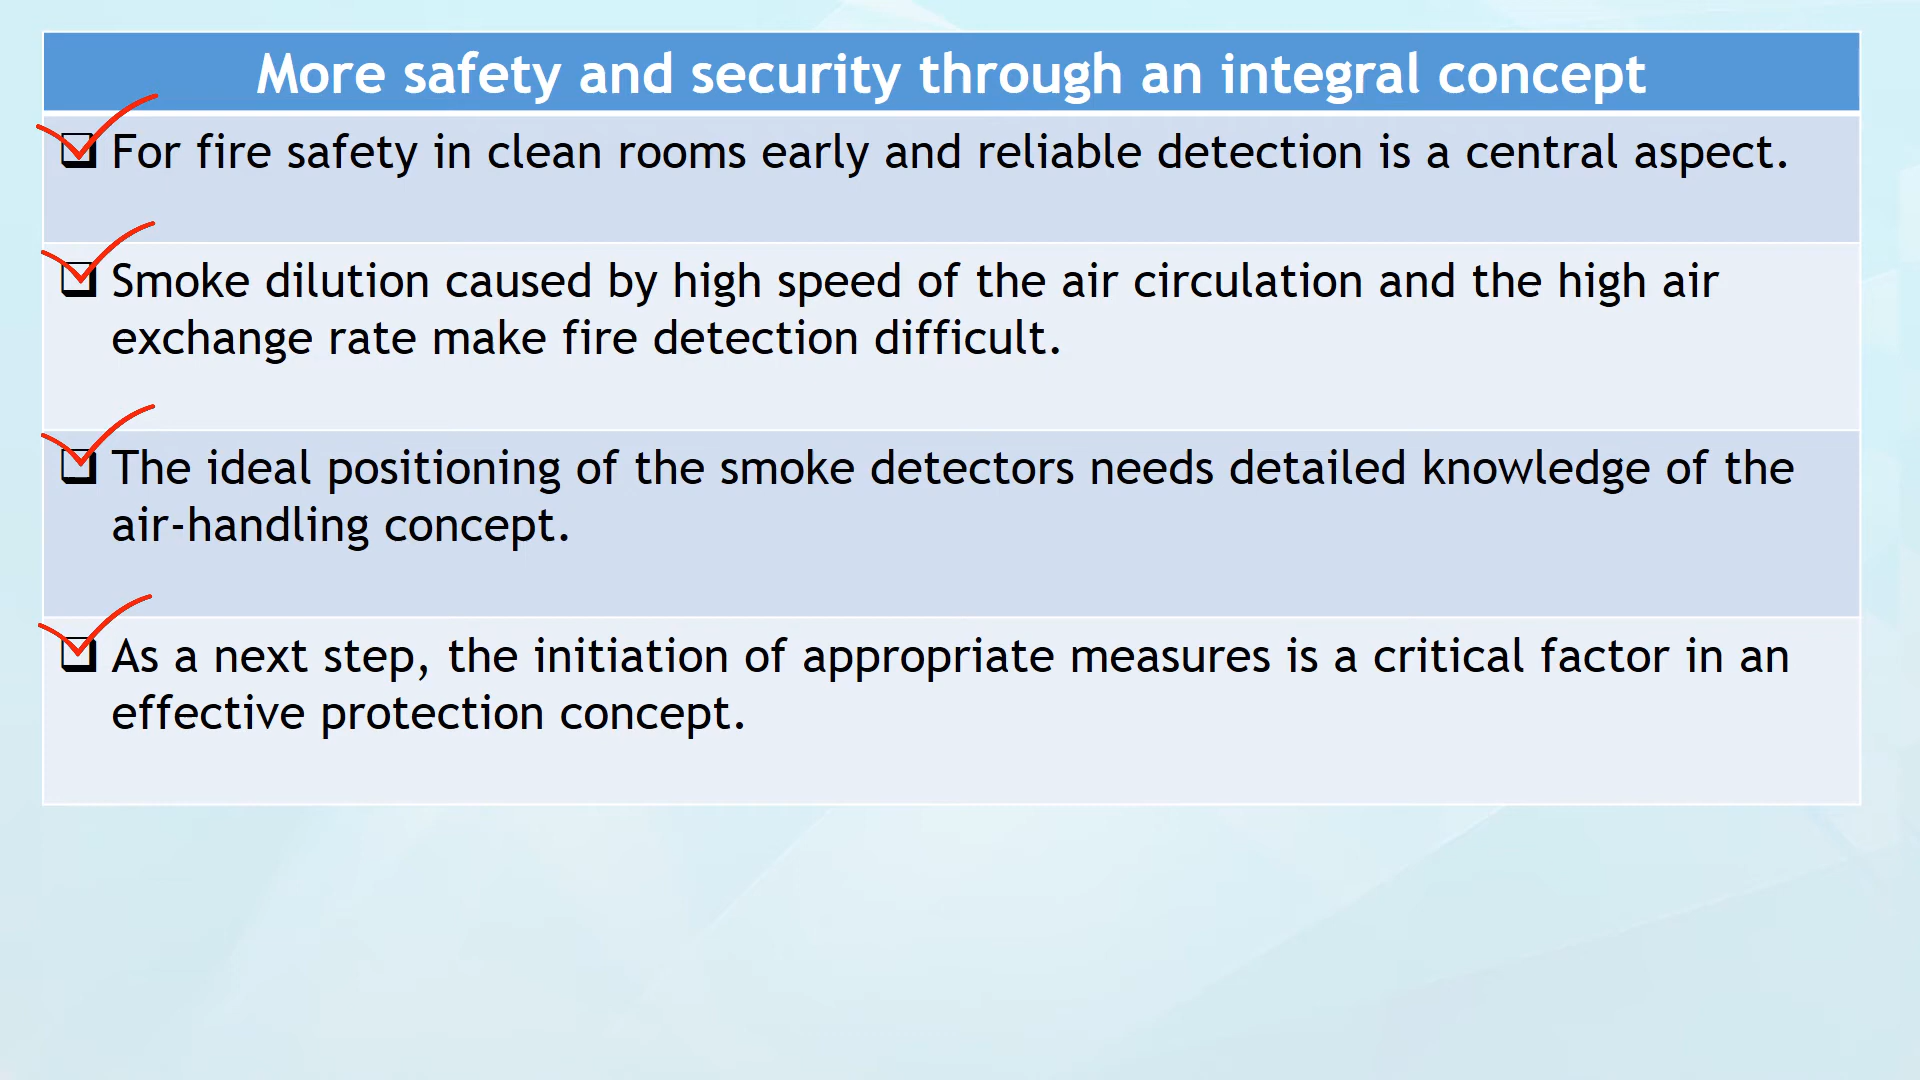 More safety and security through an integral concept
For fire safety in clean rooms early and reliable detection is a central aspect.
Smoke dilution caused by high speed of the air circulation and the high air
exchange rate make fire detection difficult.
The ideal positioning of the smoke detectors needs detailed knowledge of the
air-handling concept.
As a next step, the initiation of appropriate measures is a critical factor in an
effective protection concept.